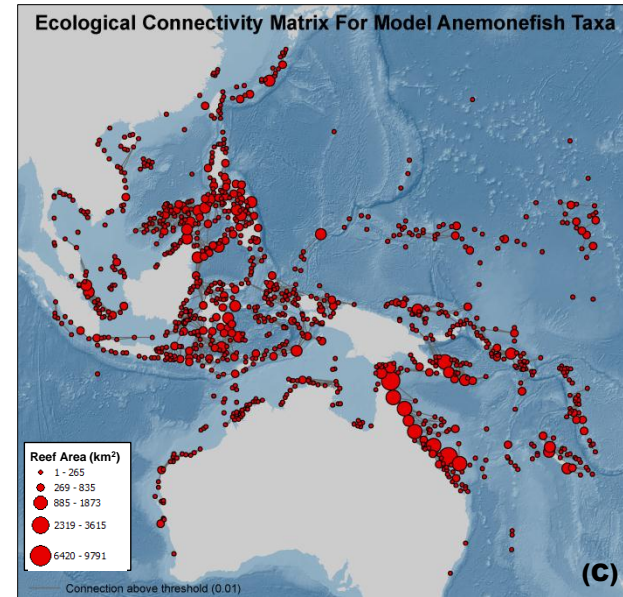 Ecological Connectivity Matrix For Model Anemonefish Taxa
Reef Area (km²)
1 - 265
269 - 835
885 - 1873
2319 - 3615
6420 - 9791
Connection above threshold (0.01)
(C)